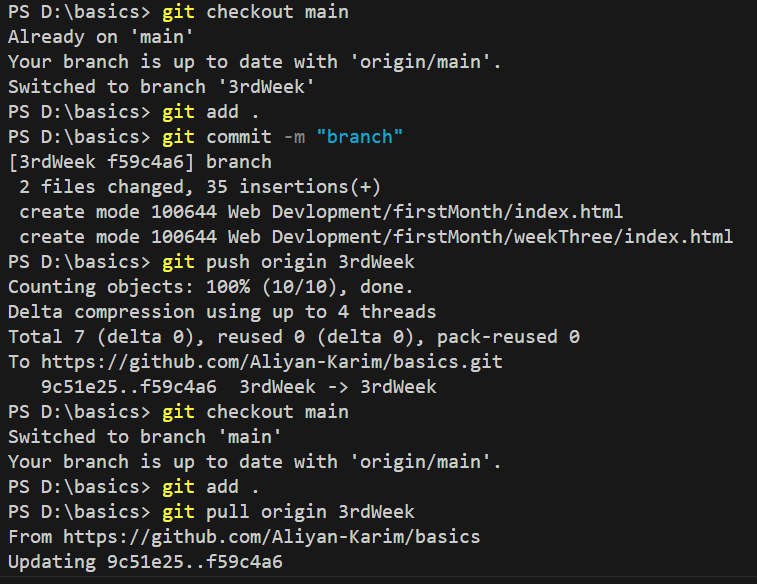 PS D:\basics> git checkout main
Already on 'main'
Your branch is up to date with 'origin/main'.
Switched to branch '3rdWeek'
PS D:\basics> git add .
PS D:\basics> git commit -m "branch"
[3rdWeek f59c4a6] branch
 2 files changed, 35 insertions(+)
 create mode 100644 Web Devlopment/firstMonth/index.html
 create mode 100644 Web Devlopment/firstMonth/weekThree/index.html
PS D:\basics> git push origin 3rdWeek
Counting objects: 100% (10/10), done.
Delta compression using up to 4 threads
Total 7 (delta 0), reused 0 (delta 0), pack-reused 0
To https://github.com/Aliyan-Karim/basics.git
   9c51e25..f59c4a6  3rdWeek -> 3rdWeek
PS D:\basics> git checkout main
Switched to branch 'main'
Your branch is up to date with 'origin/main'.
PS D:\basics> git add .
PS D:\basics> git pull origin 3rdWeek
From https://github.com/Aliyan-Karim/basics
Updating 9c51e25..f59c4a6